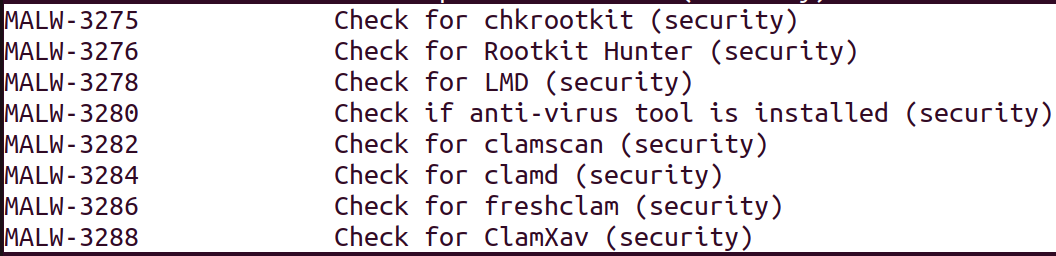 MALW-3275 Check for chkrootkit (security)
MALW-3276 Check for Rootkit Hunter (security)
MALW-3278 Check for LMD (security)
MALW-3280 Check if anti-virus tool is installed (security)
MALW-3282 Check for clamscan (security)
MALW-3284 Check for clamd (security)
MALW-3286 Check for freshclam (security)
MALW-3288 Check for ClamXav (security)